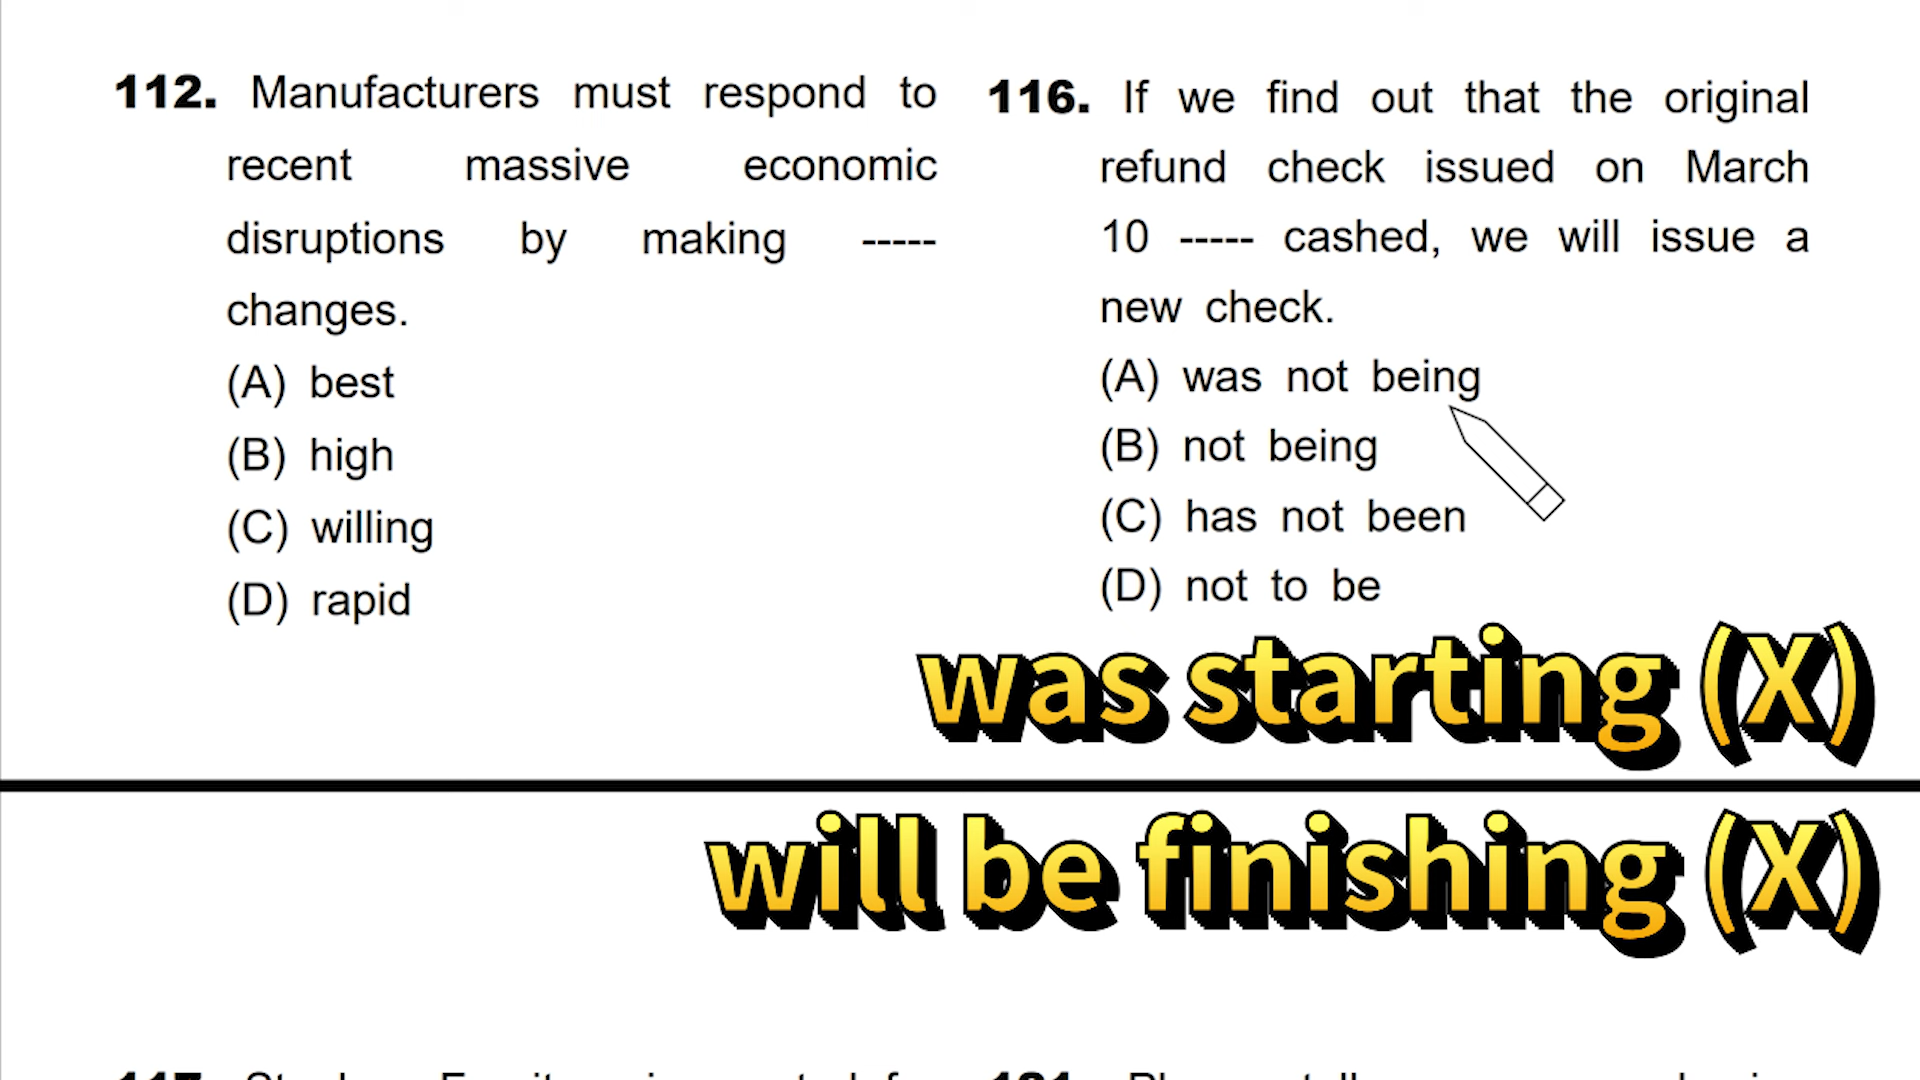 112. Manufacturers must respond to
recent massive economic
disruptions by making -----
changes.
(A) best
(B) high
(C) willing
(D) rapid
116. If we find out that the original
refund check issued on March
10 ----- cashed, we will issue a
new check.
(A) was not being
(B) not being
(C) has not been
(D) not to be
was starting (X)
will be finishing (X)